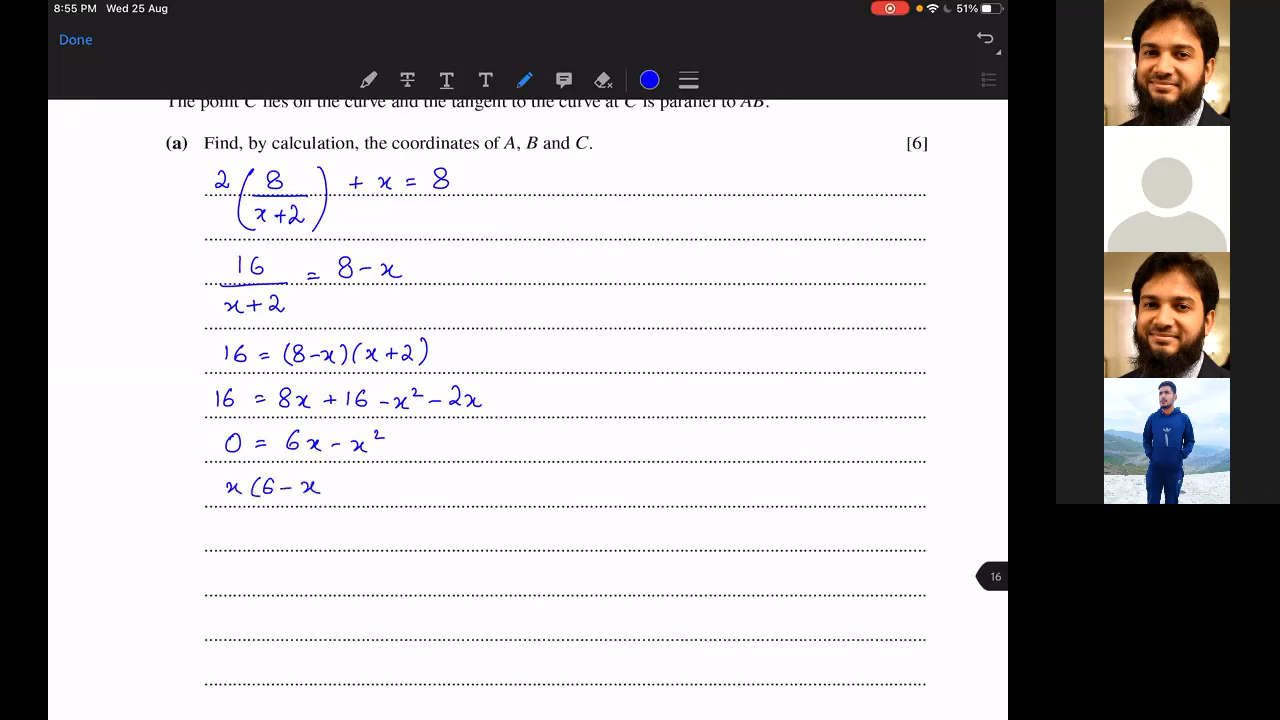 8:55 PM Wed 25 Aug
51%
Done
The point C lies on the curve and the tangent to the curve at C is parallel to AB.
(a) Find, by calculation, the coordinates of A, B and C. [6]
2 (8/(x+2)) + x = 8
16/(x+2) = 8 - x
16 = (8-x)(x+2)
16 = 8x + 16 - x² - 2x
0 = 6x - x²
x (6 - x
16